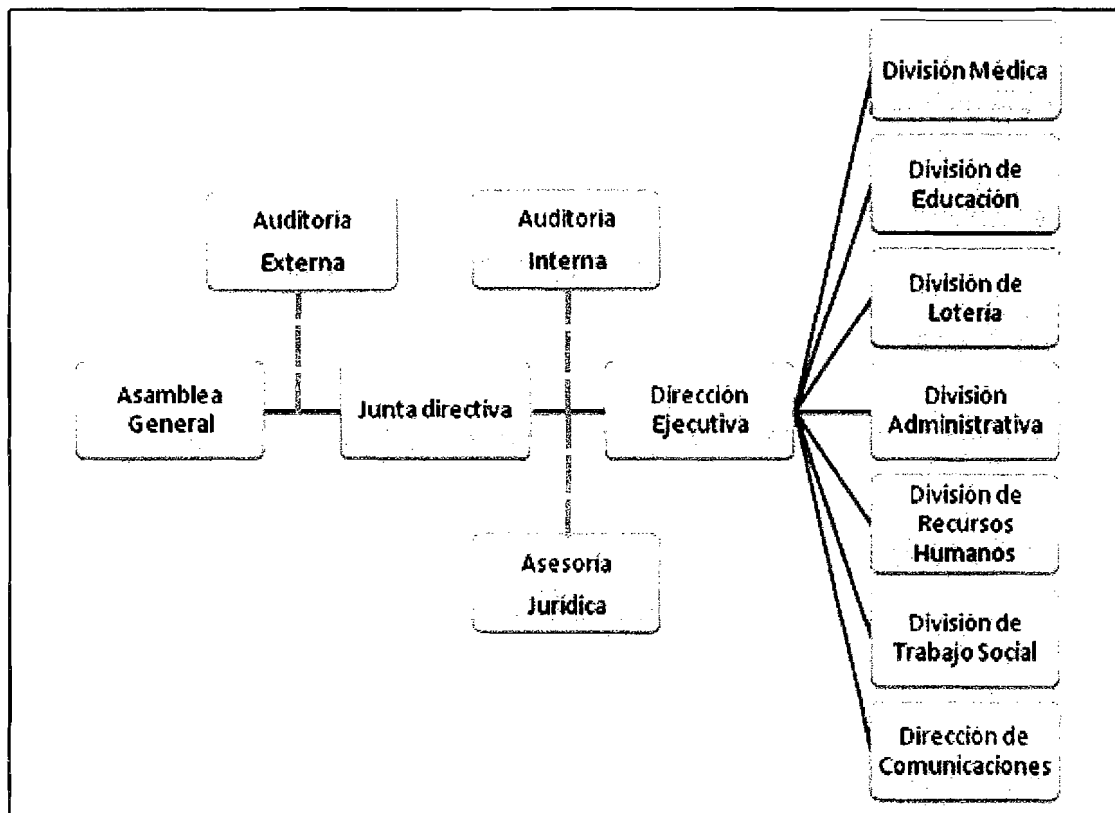 División Médica
División de
Educación
División de
Lotería
División
Administrativa
División de
Recursos
Humanos
División de
Trabajo Social
Dirección de
Comunicaciones
Auditoria
Externa
Auditoria
Interna
Asamblea
General
Junta directiva
Dirección
Ejecutiva
Asesoría
Jurídica